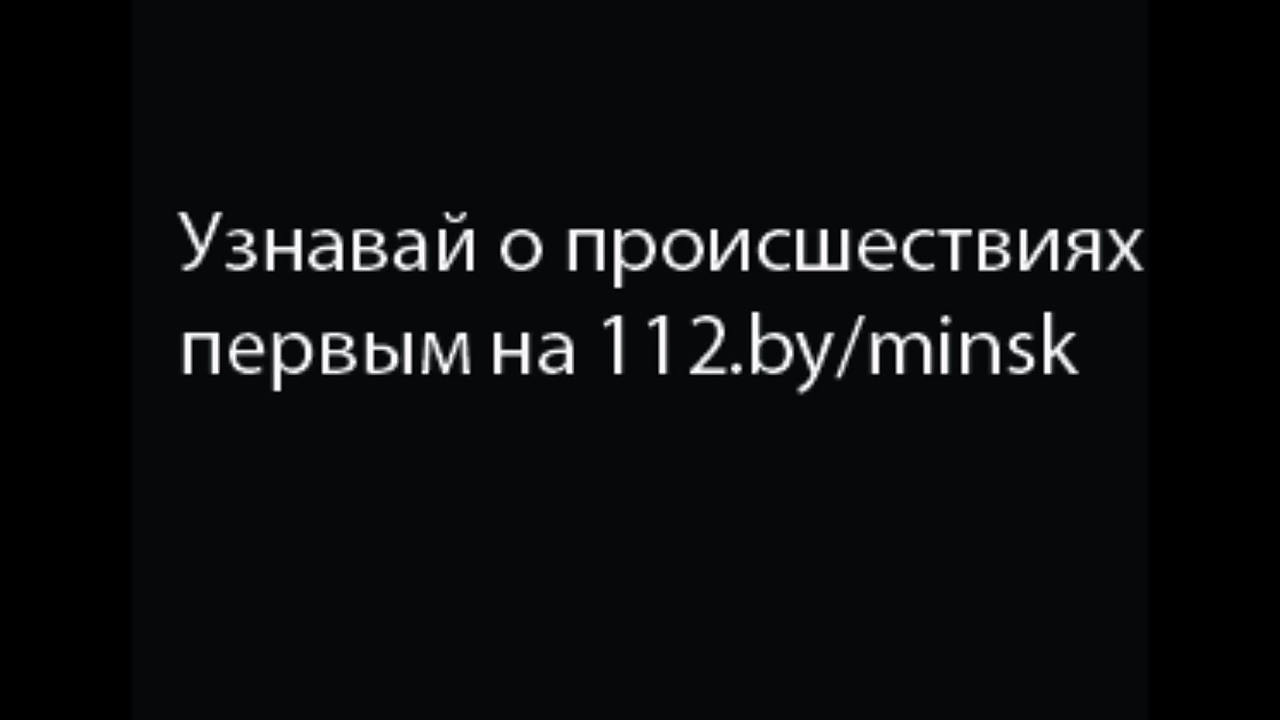 Узнавай о происшествиях
первым на 112.by/minsk